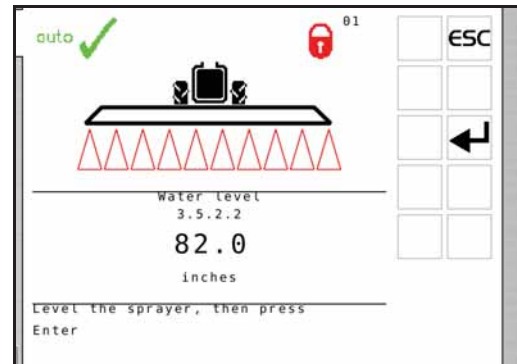 auto
01
ESC
Water level
3.5.2.2
82.0
inches
Level the sprayer, then press
Enter